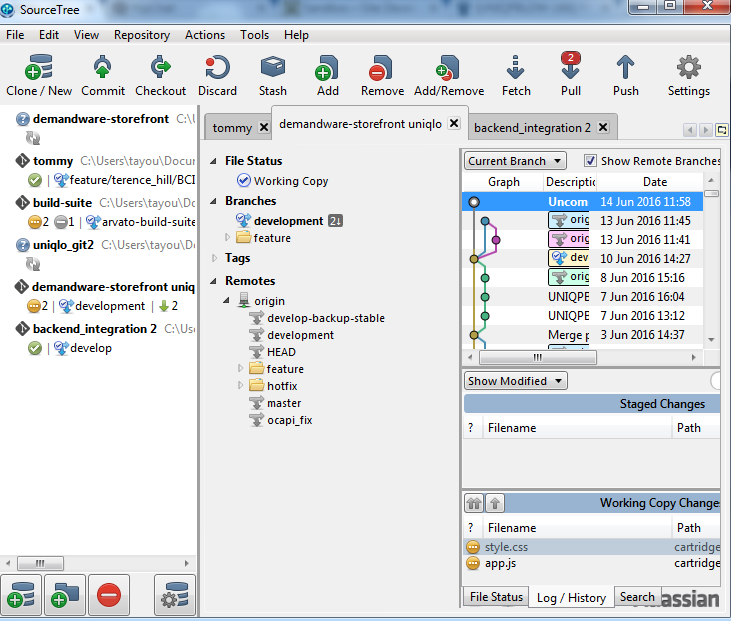 SourceTree
File Edit View Repository Actions Tools Help
Clone / New Commit Checkout Discard Stash Add Remove Add/Remove Fetch 2 Pull Push Settings
demandware-storefront C:\U
tommy C:\Users\tayou\Docur
feature/terence_hill/BCI
build-suite C:\Users\tayou\D
2 1 arvato-build-suite
uniqlo_git2 C:\Users\tayou\D
demandware-storefront uniq
2 development 2
backend_integration 2 C:\Use
develop
tommy demandware-storefront uniqlo backend_integration 2
File Status
Working Copy
Branches
development 2
feature
Tags
Remotes
origin
develop-backup-stable
development
HEAD
feature
hotfix
master
ocapi_fix
Current Branch Show Remote Branches
Graph Descriptic Date
Uncom 14 Jun 2016 11:58
orig 13 Jun 2016 11:45
orig 13 Jun 2016 11:41
dev 10 Jun 2016 14:27
orig 8 Jun 2016 15:16
UNIQPE 7 Jun 2016 16:04
UNIQPE 7 Jun 2016 13:12
Merge p 3 Jun 2016 14:37
Show Modified
Staged Changes
? Filename Path
Working Copy Change
? Filename Path
style.css cartridge
app.js cartridge
File Status Log / History Search